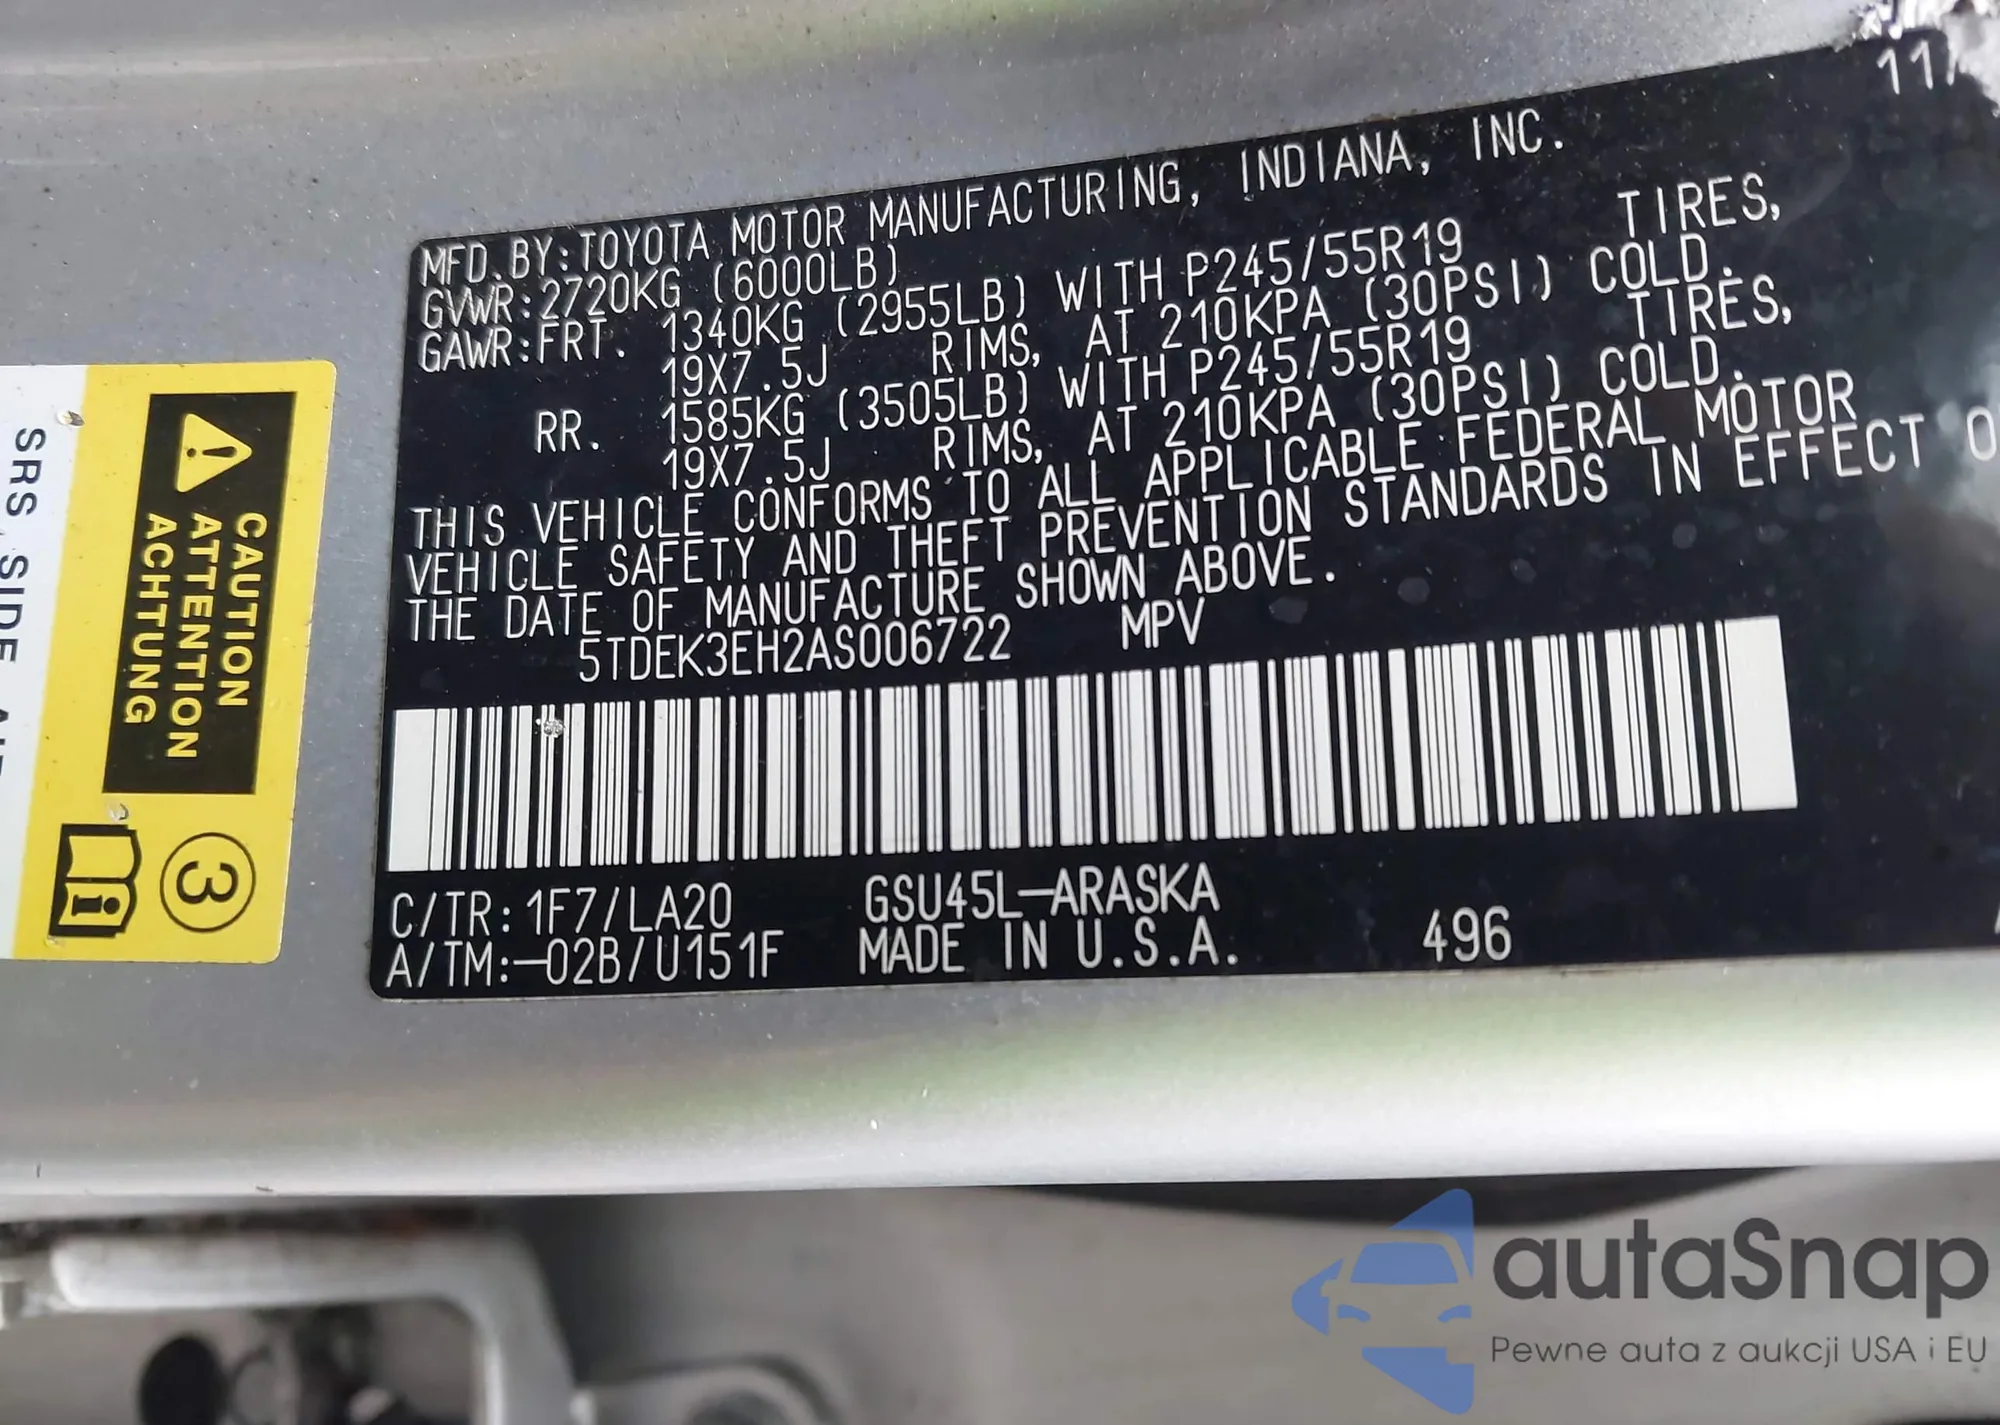 11/
MFD.BY:TOYOTA MOTOR MANUFACTURING, INDIANA, INC.
GVWR:2720KG (6000LB)
GAWR:FRT. 1340KG (2955LB) WITH P245/55R19 TIRES,
19X7.5J RIMS, AT 210KPA (30PSI) COLD.
RR. 1585KG (3505LB) WITH P245/55R19 TIRES,
19X7.5J RIMS, AT 210KPA (30PSI) COLD.
THIS VEHICLE CONFORMS TO ALL APPLICABLE FEDERAL MOTOR
VEHICLE SAFETY AND THEFT PREVENTION STANDARDS IN EFFECT O
THE DATE OF MANUFACTURE SHOWN ABOVE.
5TDEK3EH2AS006722 MPV
C/TR:1F7/LA20 GSU45L-ARASKA
A/TM:-02B/U151F MADE IN U.S.A. 496
CAUTION
ATTENTION
ACHTUNG
3
SRS SIDE
autaSnap
Pewne auta z aukcji USA i EU